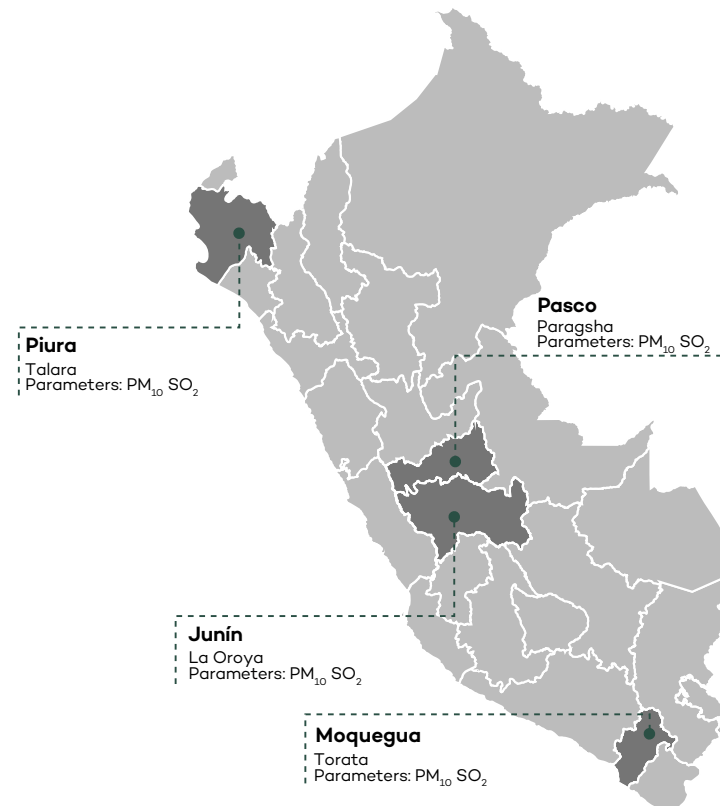 Pasco
Paragsha
Parameters: PM₁₀ SO₂
Piura
Talara
Parameters: PM₁₀ SO₂
Junín
La Oroya
Parameters: PM₁₀ SO₂
Moquegua
Torata
Parameters: PM₁₀ SO₂